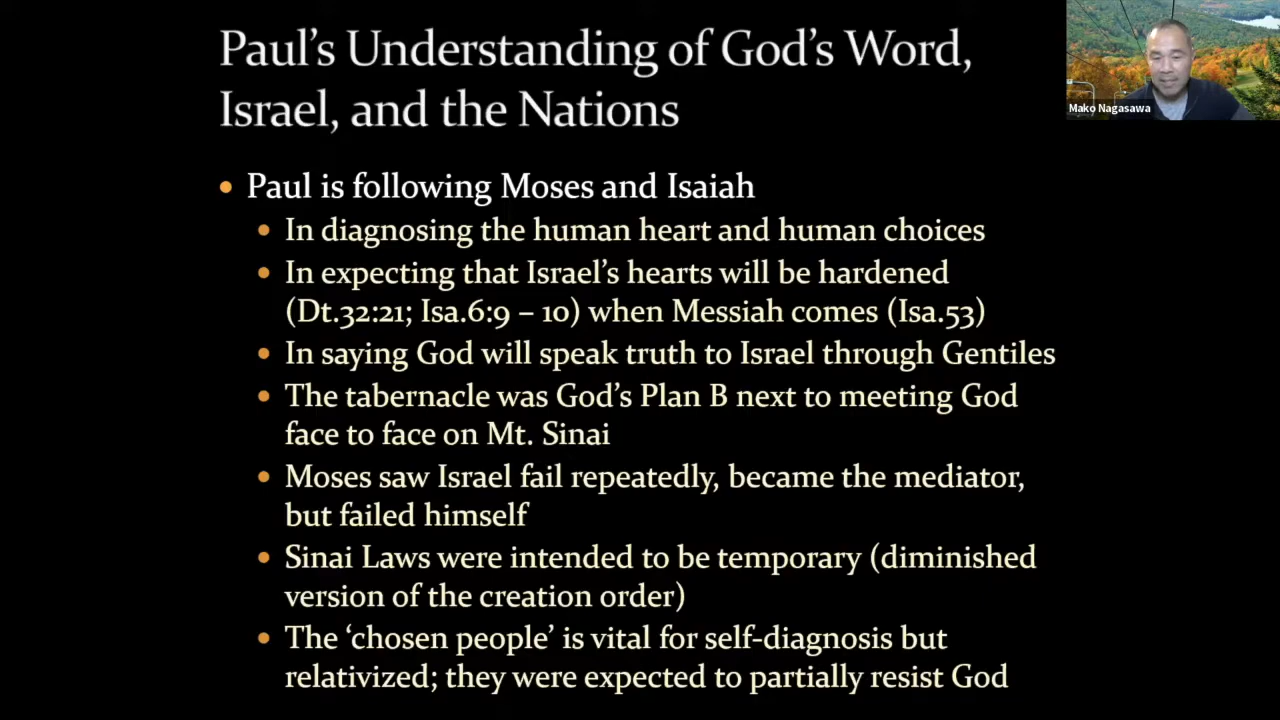 Paul’s Understanding of God’s Word,
Israel, and the Nations
Mako Nagasawa
• Paul is following Moses and Isaiah
• In diagnosing the human heart and human choices
• In expecting that Israel’s hearts will be hardened
(Dt.32:21; Isa.6:9 – 10) when Messiah comes (Isa.53)
• In saying God will speak truth to Israel through Gentiles
• The tabernacle was God’s Plan B next to meeting God
face to face on Mt. Sinai
• Moses saw Israel fail repeatedly, became the mediator,
but failed himself
• Sinai Laws were intended to be temporary (diminished
version of the creation order)
• The ‘chosen people’ is vital for self-diagnosis but
relativized; they were expected to partially resist God